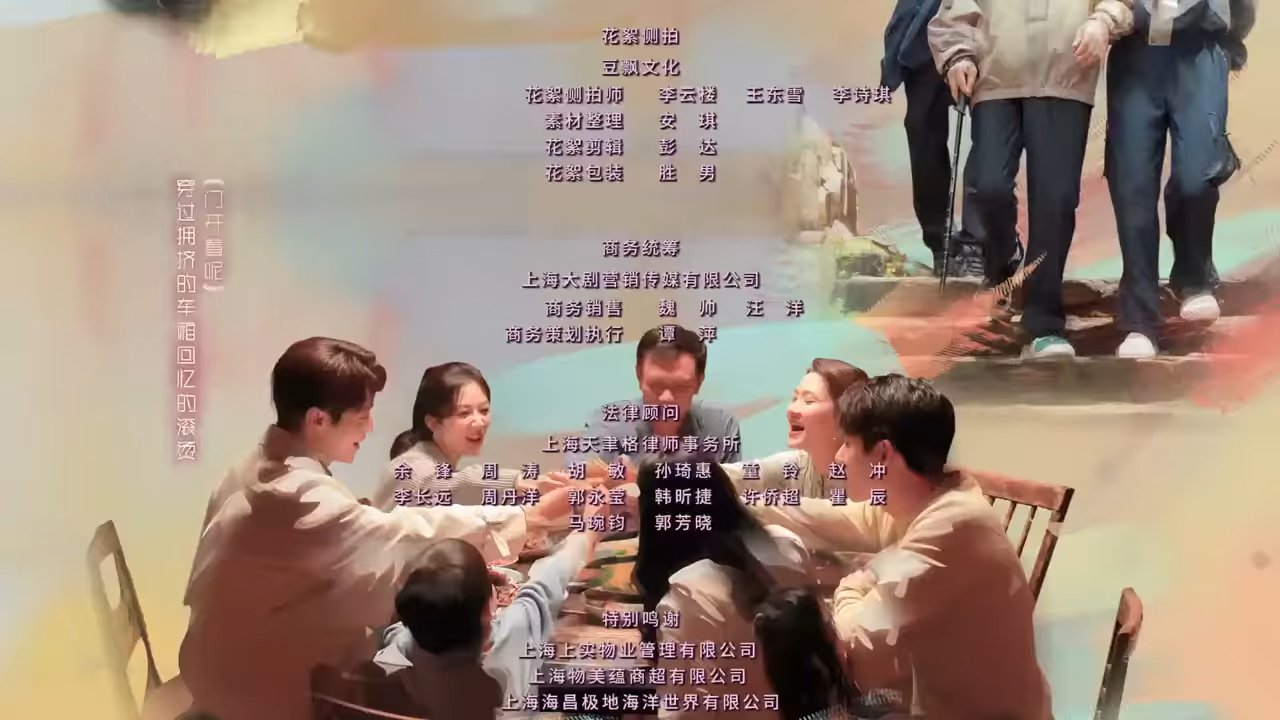 花絮侧拍
豆飘文化
花絮侧拍师 李云楼 王东雪 李诗琪
素材整理 安 琪
花絮剪辑 彭 达
花絮包装 胜 男
《门开着呢》
穿过拥挤的车厢回忆的滚烫
商务统筹
上海大剧营销传媒有限公司
商务销售 魏 帅 汪 洋
商务策划执行 谭 萍
法律顾问
上海天聿格律师事务所
余 锋 周 涛 胡 敏 孙琦惠 童 铃 赵 冲
李长远 周丹洋 郭永莹 韩昕捷 许侨超 瞿 辰
马琬钧 郭芳晓
特别鸣谢
上海上实物业管理有限公司
上海物美蕴商超有限公司
上海海昌极地海洋世界有限公司